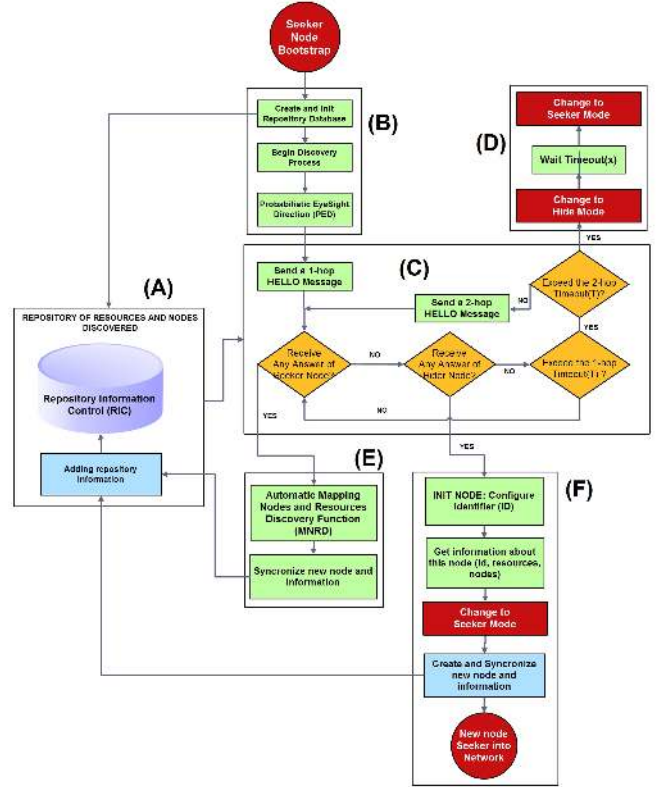 Seeker
Node
Bootstrap
Create and Init
Repository Database
(B)
Begin Discovery
Process
Probabilistic EyeSight
Direction (PED)
Change to
Seeker Mode
(D)
Wait Timeout(x)
Change to
Hide Mode
YES
(C)
Send a 1-hop
HELLO Message
Send a 2-hop
HELLO Message
NO
Exceed the 2-hop
Timeout(T)?
YES
Receive
Any Answer of
Seeker Node?
NO
Receive
Any Answer of
Hider Node?
NO
Exceed the 1-hop
Timeout(T) ?
NO
YES
YES
(A)
REPOSITORY OF RESOURCES AND NODES
DISCOVERED
Repository Information
Control (RIC)
Adding repository
information
(E)
Automatic Mapping
Nodes and Resources
Discovery Function
(MNRD)
Syncronize new node and
information
(F)
INIT NODE: Configure
Identifier (ID)
Get information about
this node (id, resources,
nodes)
Change to
Seeker Mode
Create and Syncronize
new node and
information
New node
Seeker into
Network